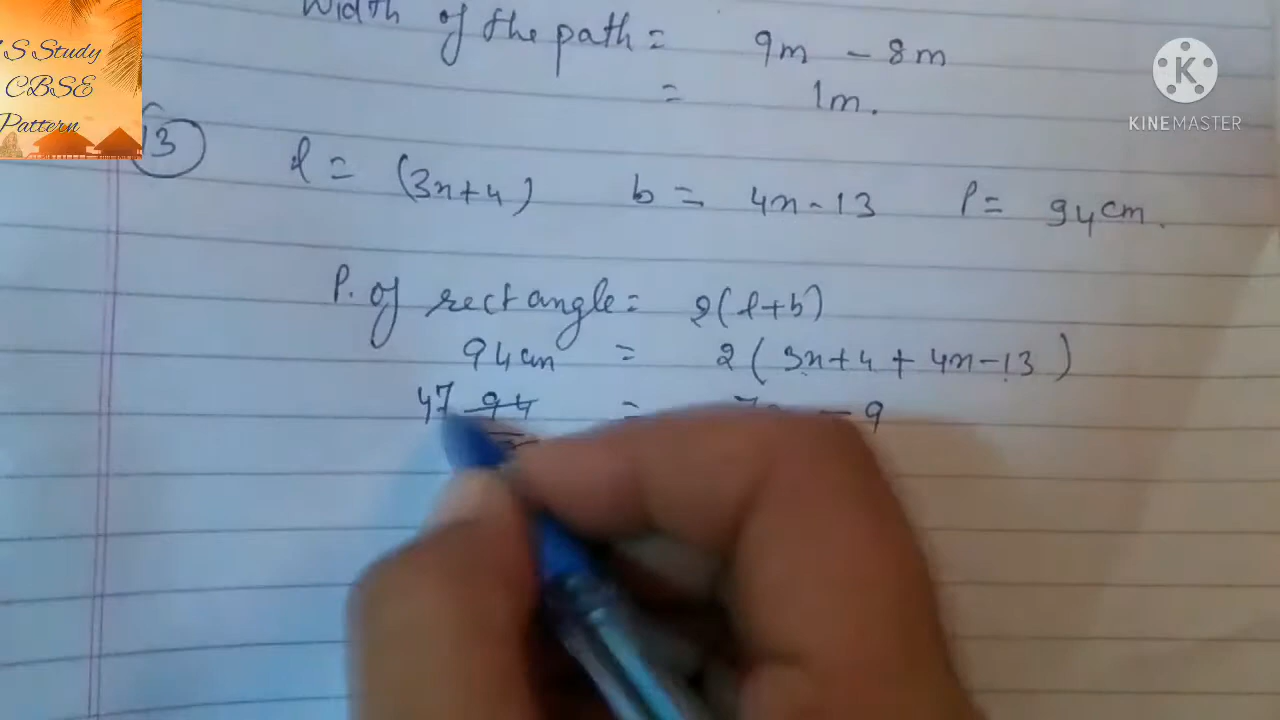 'S Study
CBSE
Pattern
KINEMASTER
Width of the path = 9m - 8m
= 1m.
13 l = (3x+4) b = 4x-13 P= 94cm.
P. of rectangle = 2(l+b)
94cm = 2(3x+4+4x-13)
47 94 = - 9